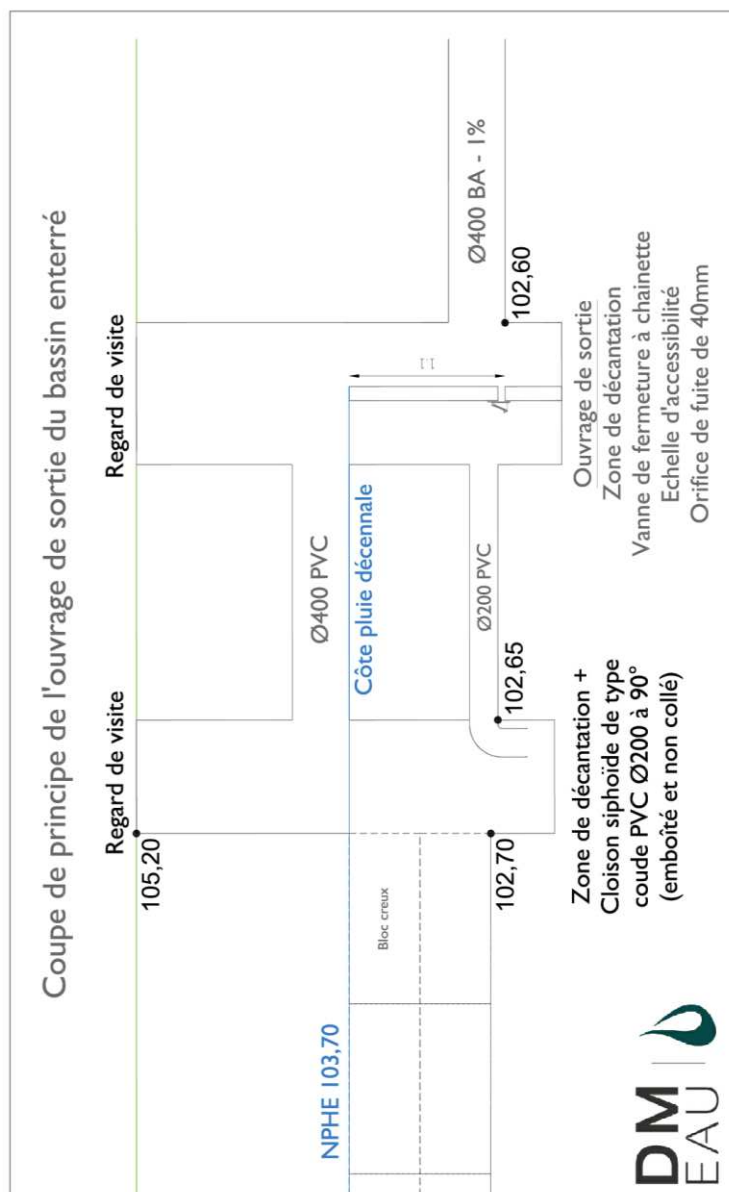 Coupe de principe de l'ouvrage de sortie du bassin enterré
Regard de visite
Regard de visite
105,20
Ø400 PVC
NPHE 103,70
Côte pluie décennale
1.1
Ø400 BA - 1%
Bloc creux
Ø200 PVC
102,70
102,65
102,60
Zone de décantation +
Cloison siphoïde de type
coude PVC Ø200 à 90°
(emboîté et non collé)
Ouvrage de sortie
Zone de décantation
Vanne de fermeture à chainette
Echelle d'accessibilité
Orifice de fuite de 40mm
DM
EAU